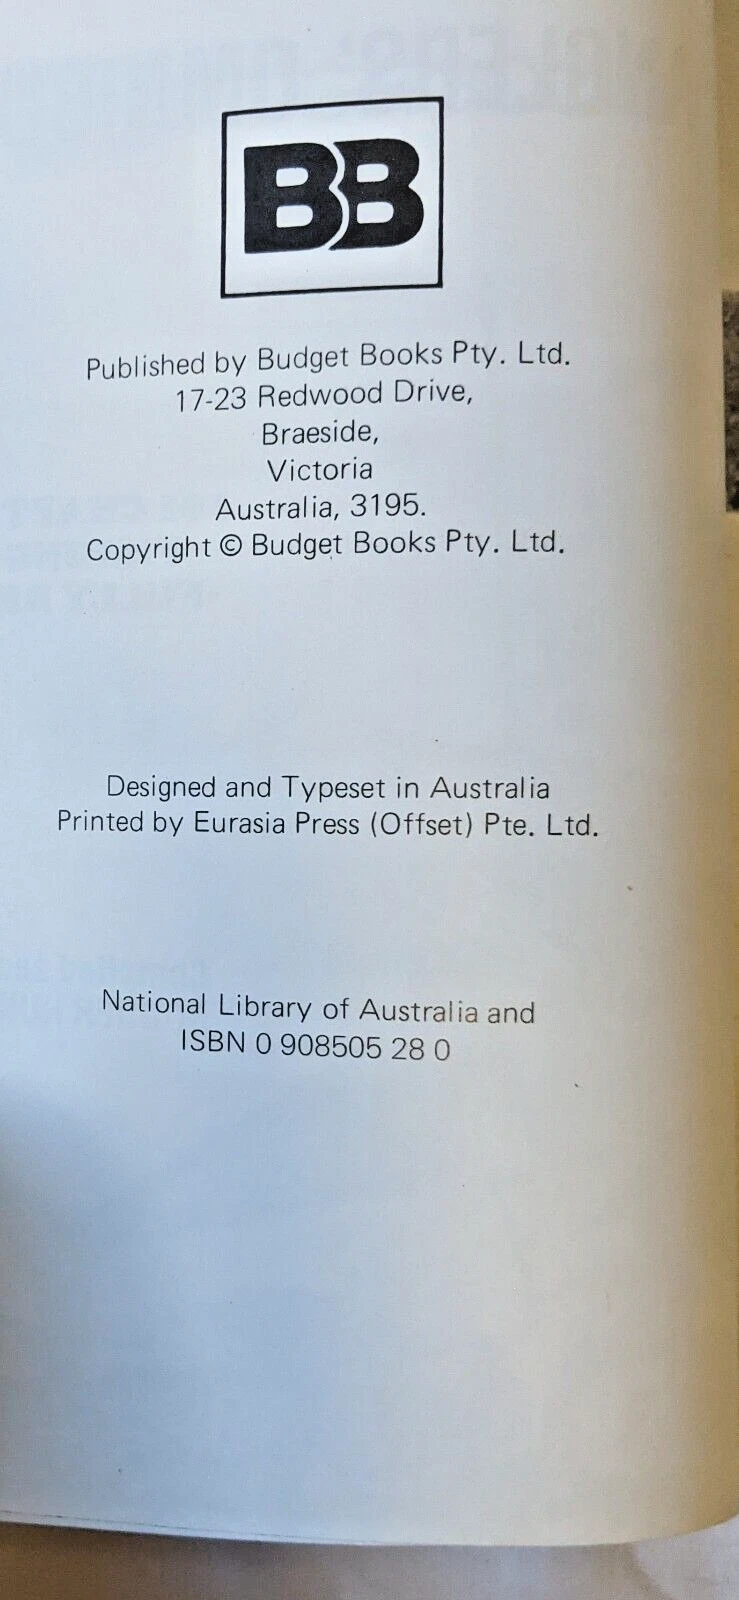 BB
Published by Budget Books Pty. Ltd.
17-23 Redwood Drive,
Braeside,
Victoria
Australia, 3195.
Copyright © Budget Books Pty. Ltd.
Designed and Typeset in Australia
Printed by Eurasia Press (Offset) Pte. Ltd.
National Library of Australia and
ISBN 0 908505 28 0